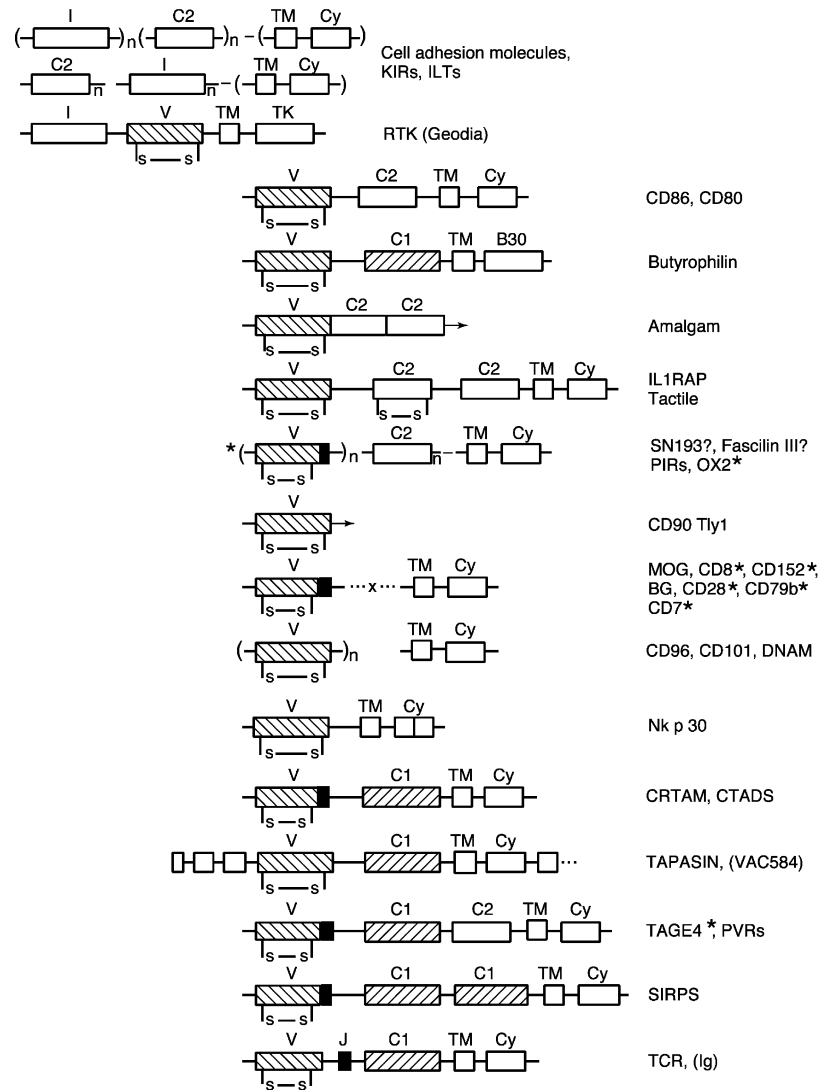 I C2 TM Cy
( )n( )n – ( )
Cell adhesion molecules,
KIRs, ILTs
C2 I TM Cy
n n – ( )
I V TM TK
RTK (Geodia)
s s
V C2 TM Cy
CD86, CD80
s s
V C1 TM B30
Butyrophilin
s s
V C2 C2
Amalgam
s s
V C2 C2 TM Cy
IL1RAP
Tactile
s s s s
V C2 TM Cy
*( )n n
SN193?, Fascilin III?
PIRs, OX2*
s s
V
CD90 Tly1
s s
V TM Cy
···x···
MOG, CD8*, CD152*,
BG, CD28*, CD79b*
CD7*
s s
V TM Cy
( )n
CD96, CD101, DNAM
s s
V TM Cy
Nk p 30
s s
V C1 TM Cy
CRTAM, CTADS
s s
V C1 TM Cy
···
TAPASIN, (VAC584)
s s
V C1 C2 TM Cy
TAGE4 *, PVRs
s s
V C1 C1 TM Cy
SIRPS
s s
V J C1 TM Cy
TCR, (Ig)
s s